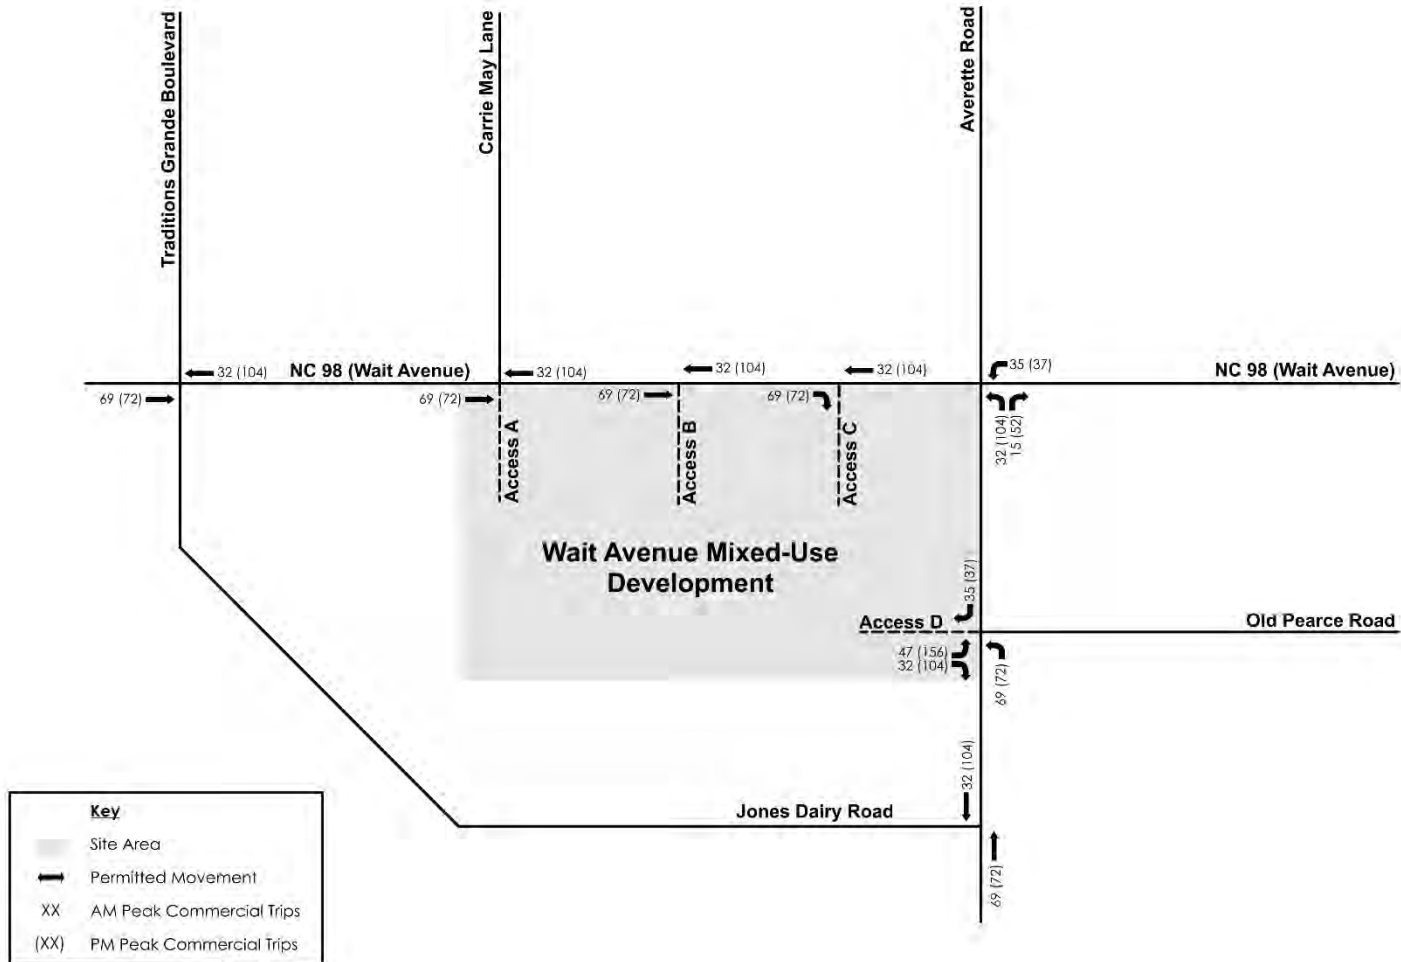 Traditions Grande Boulevard
Carrie May Lane
Averette Road
32 (104)
NC 98 (Wait Avenue)
32 (104)
32 (104)
32 (104)
35 (37)
NC 98 (Wait Avenue)
69 (72)
69 (72)
69 (72)
69 (72)
32 (104)
15 (52)
Access A
Access B
Access C
Wait Avenue Mixed-Use
Development
35 (37)
Access D
Old Pearce Road
47 (156)
32 (104)
69 (72)
32 (104)
Jones Dairy Road
69 (72)
Key
Site Area
Permitted Movement
XX AM Peak Commercial Trips
(XX) PM Peak Commercial Trips